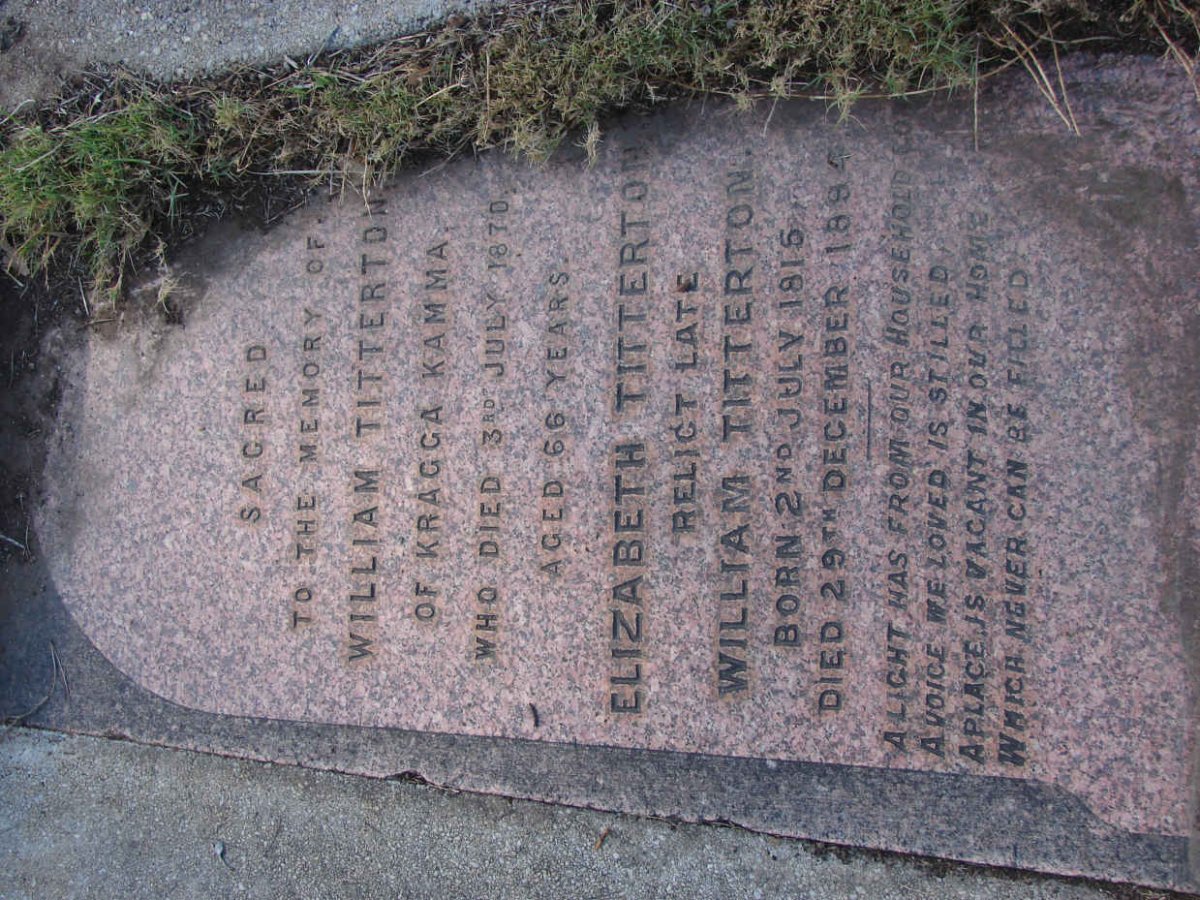 SACRED
TO THE MEMORY OF
WILLIAM TITTERTON
OF KRAGGA KAMMA
WHO DIED 3RD JULY 1870.
AGED 66 YEARS.
ELIZABETH TITTERTON
RELICT LATE
WILLIAM TITTERTON.
BORN 2ND JULY 1816.
DIED 29TH DECEMBER
A LIGHT HAS FROM OUR HOUSEHOLD
A VOICE WE LOVED IS STILLED,
A PLACE IS VACANT IN OUR HOME
WHICH NEVER CAN BE FILLED.